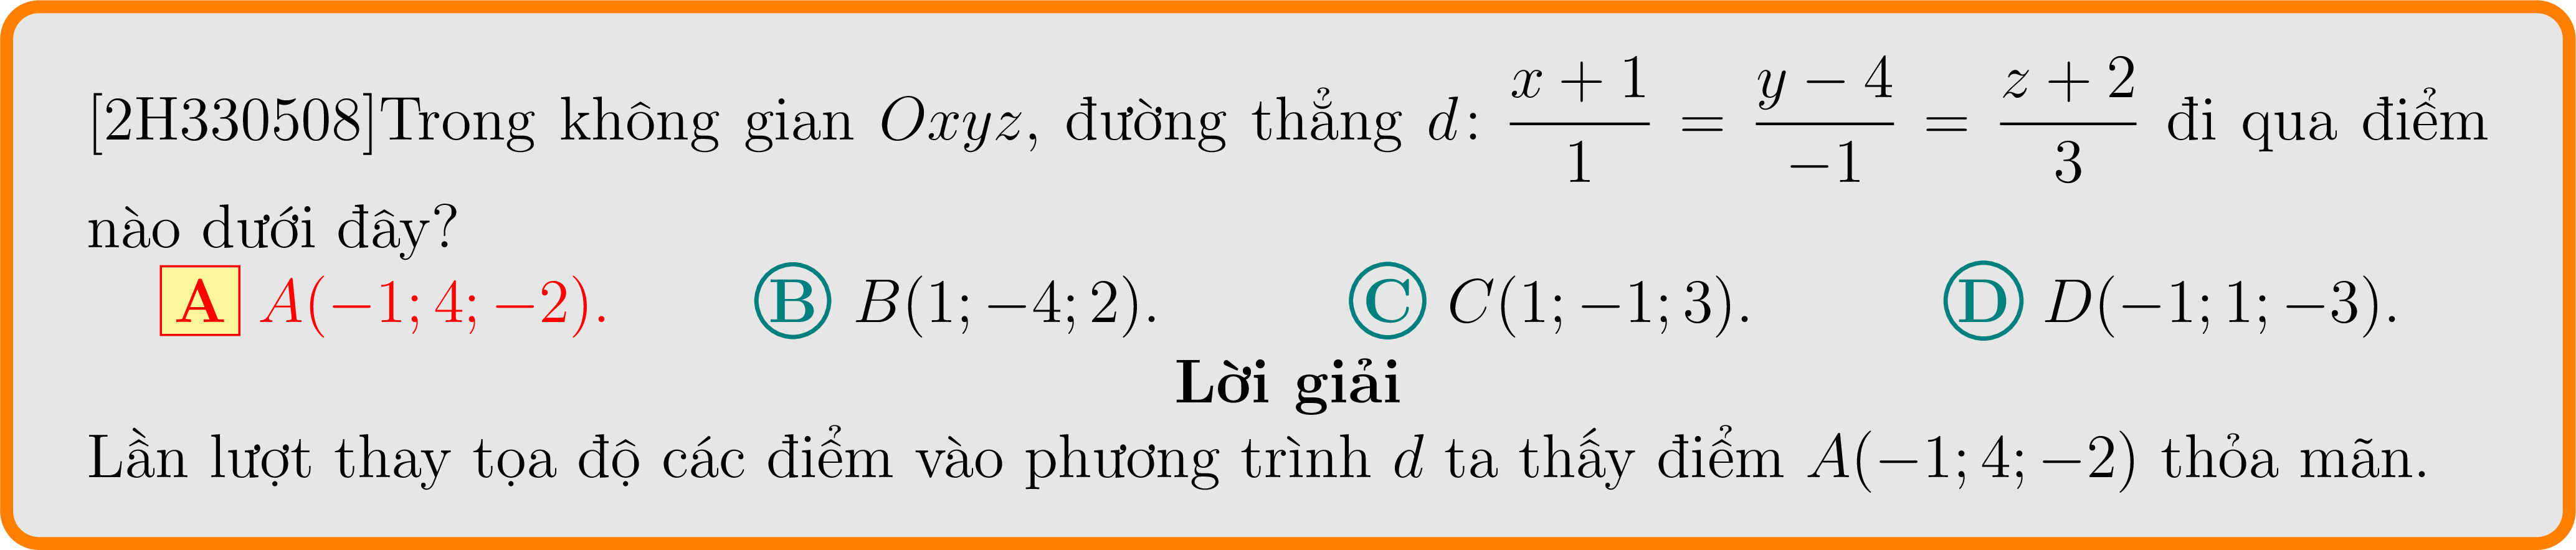 [2H330508]Trong không gian Oxyz, đường thẳng d: \frac{x+1}{1} = \frac{y-4}{-1} = \frac{z+2}{3} đi qua điểm
nào dưới đây?
A A(−1; 4; −2). B B(1; −4; 2). C C(1; −1; 3). D D(−1; 1; −3).
Lời giải
Lần lượt thay tọa độ các điểm vào phương trình d ta thấy điểm A(−1; 4; −2) thỏa mãn.